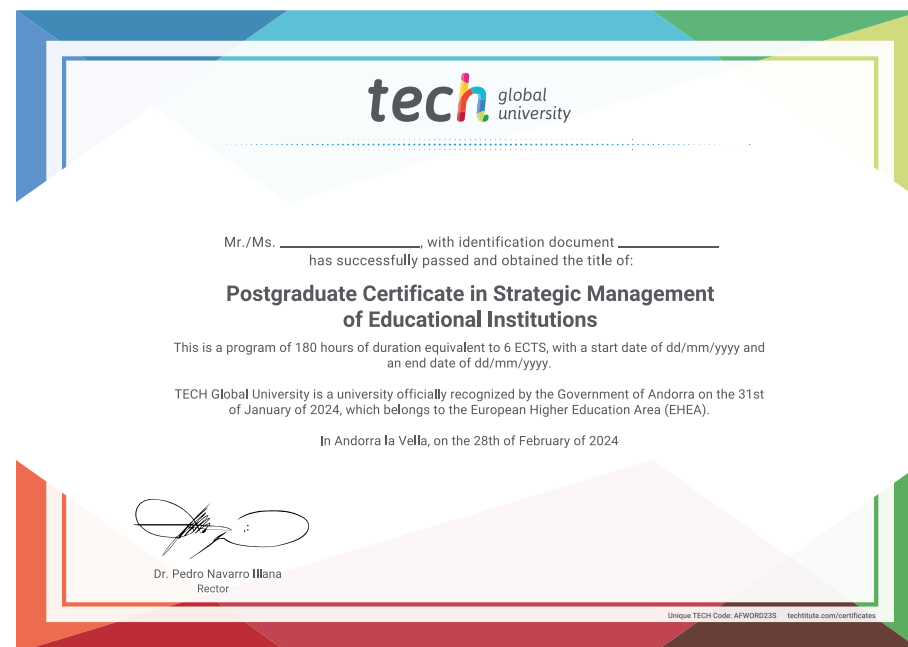 tech global university
Mr./Ms. ____________, with identification document ____________
has successfully passed and obtained the title of:
Postgraduate Certificate in Strategic Management
of Educational Institutions
This is a program of 180 hours of duration equivalent to 6 ECTS, with a start date of dd/mm/yyyy and
an end date of dd/mm/yyyy.
TECH Global University is a university officially recognized by the Government of Andorra on the 31st
of January of 2024, which belongs to the European Higher Education Area (EHEA).
In Andorra la Vella, on the 28th of February of 2024
Dr. Pedro Navarro Illana
Rector
Unique TECH Code: AFWORD23S techtitute.com/certificates